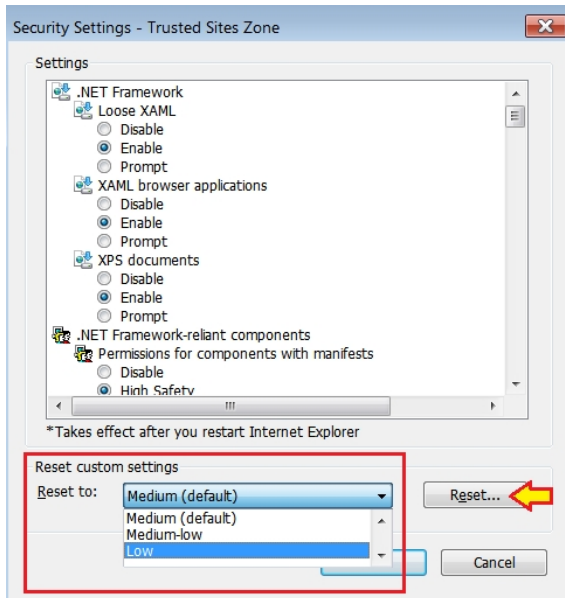 Security Settings - Trusted Sites Zone
Settings
.NET Framework
Loose XAML
Disable
Enable
Prompt
XAML browser applications
Disable
Enable
Prompt
XPS documents
Disable
Enable
Prompt
.NET Framework-reliant components
Permissions for components with manifests
Disable
High Safety
*Takes effect after you restart Internet Explorer
Reset custom settings
Reset to: Medium (default) Reset...
Medium (default)
Medium-low
Low
Cancel